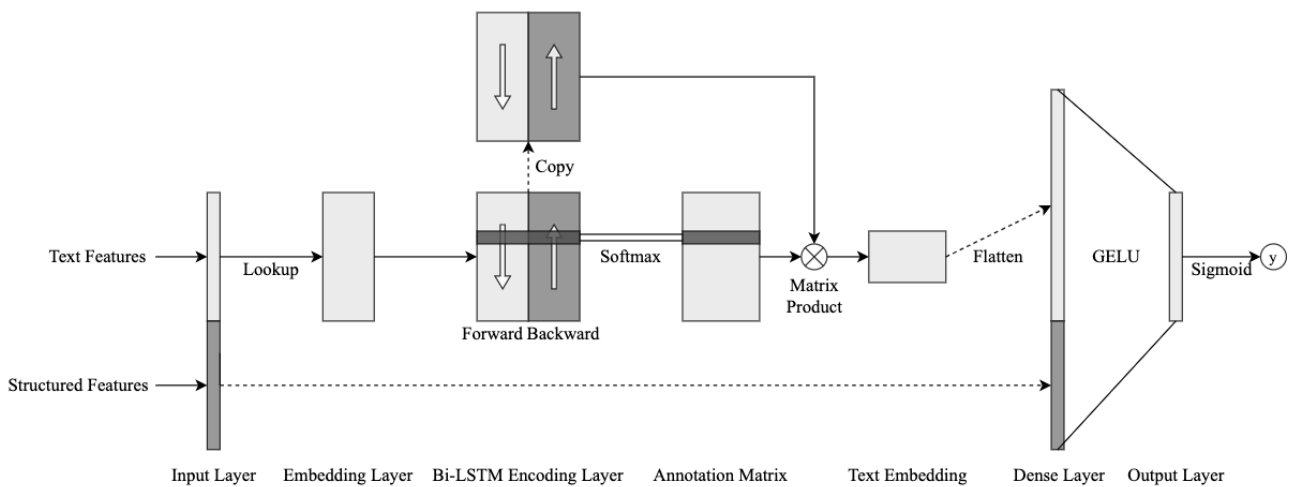 Copy
Text Features
Lookup
Softmax
Matrix
Product
Flatten
GELU
Sigmoid
y
Forward Backward
Structured Features
Input Layer
Embedding Layer
Bi-LSTM Encoding Layer
Annotation Matrix
Text Embedding
Dense Layer
Output Layer